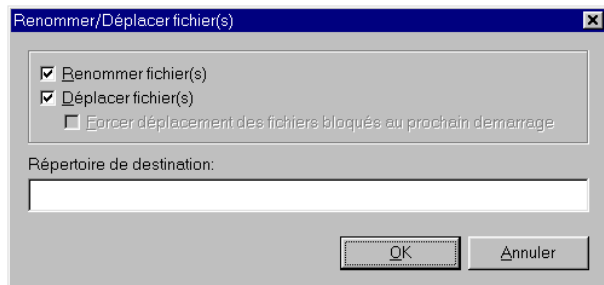 Renommer/Déplacer fichier(s)
Renommer fichier(s)
Déplacer fichier(s)
Forcer déplacement des fichiers bloqués au prochain demarrage
Répertoire de destination:
OK
Annuler